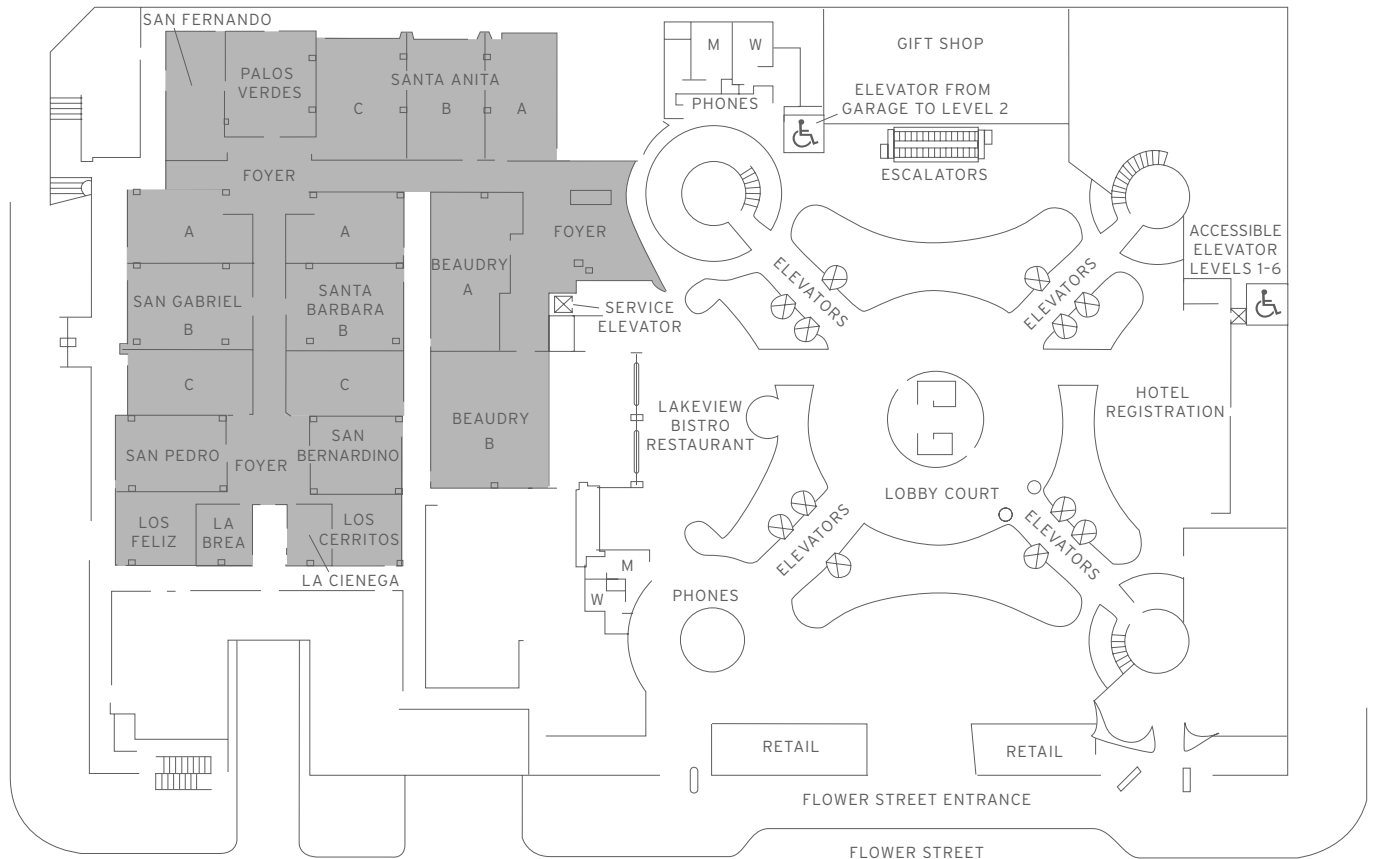 SAN FERNANDO
PALOS
VERDES
SANTA ANITA
C
B
A
M
W
PHONES
GIFT SHOP
ELEVATOR FROM
GARAGE TO LEVEL 2
ESCALATORS
FOYER
FOYER
A
A
BEAUDRY
A
SAN GABRIEL
B
SANTA
BARBARA
B
SERVICE
ELEVATOR
ELEVATORS
ELEVATORS
ACCESSIBLE
ELEVATOR
LEVELS 1-6
C
C
BEAUDRY
B
LAKEVIEW
BISTRO
RESTAURANT
HOTEL
REGISTRATION
SAN PEDRO
FOYER
SAN
BERNARDINO
LOBBY COURT
LOS
FELIZ
LA
BREA
LOS
CERRITOS
LA CIENEGA
ELEVATORS
ELEVATORS
M
W
PHONES
RETAIL
RETAIL
FLOWER STREET ENTRANCE
FLOWER STREET